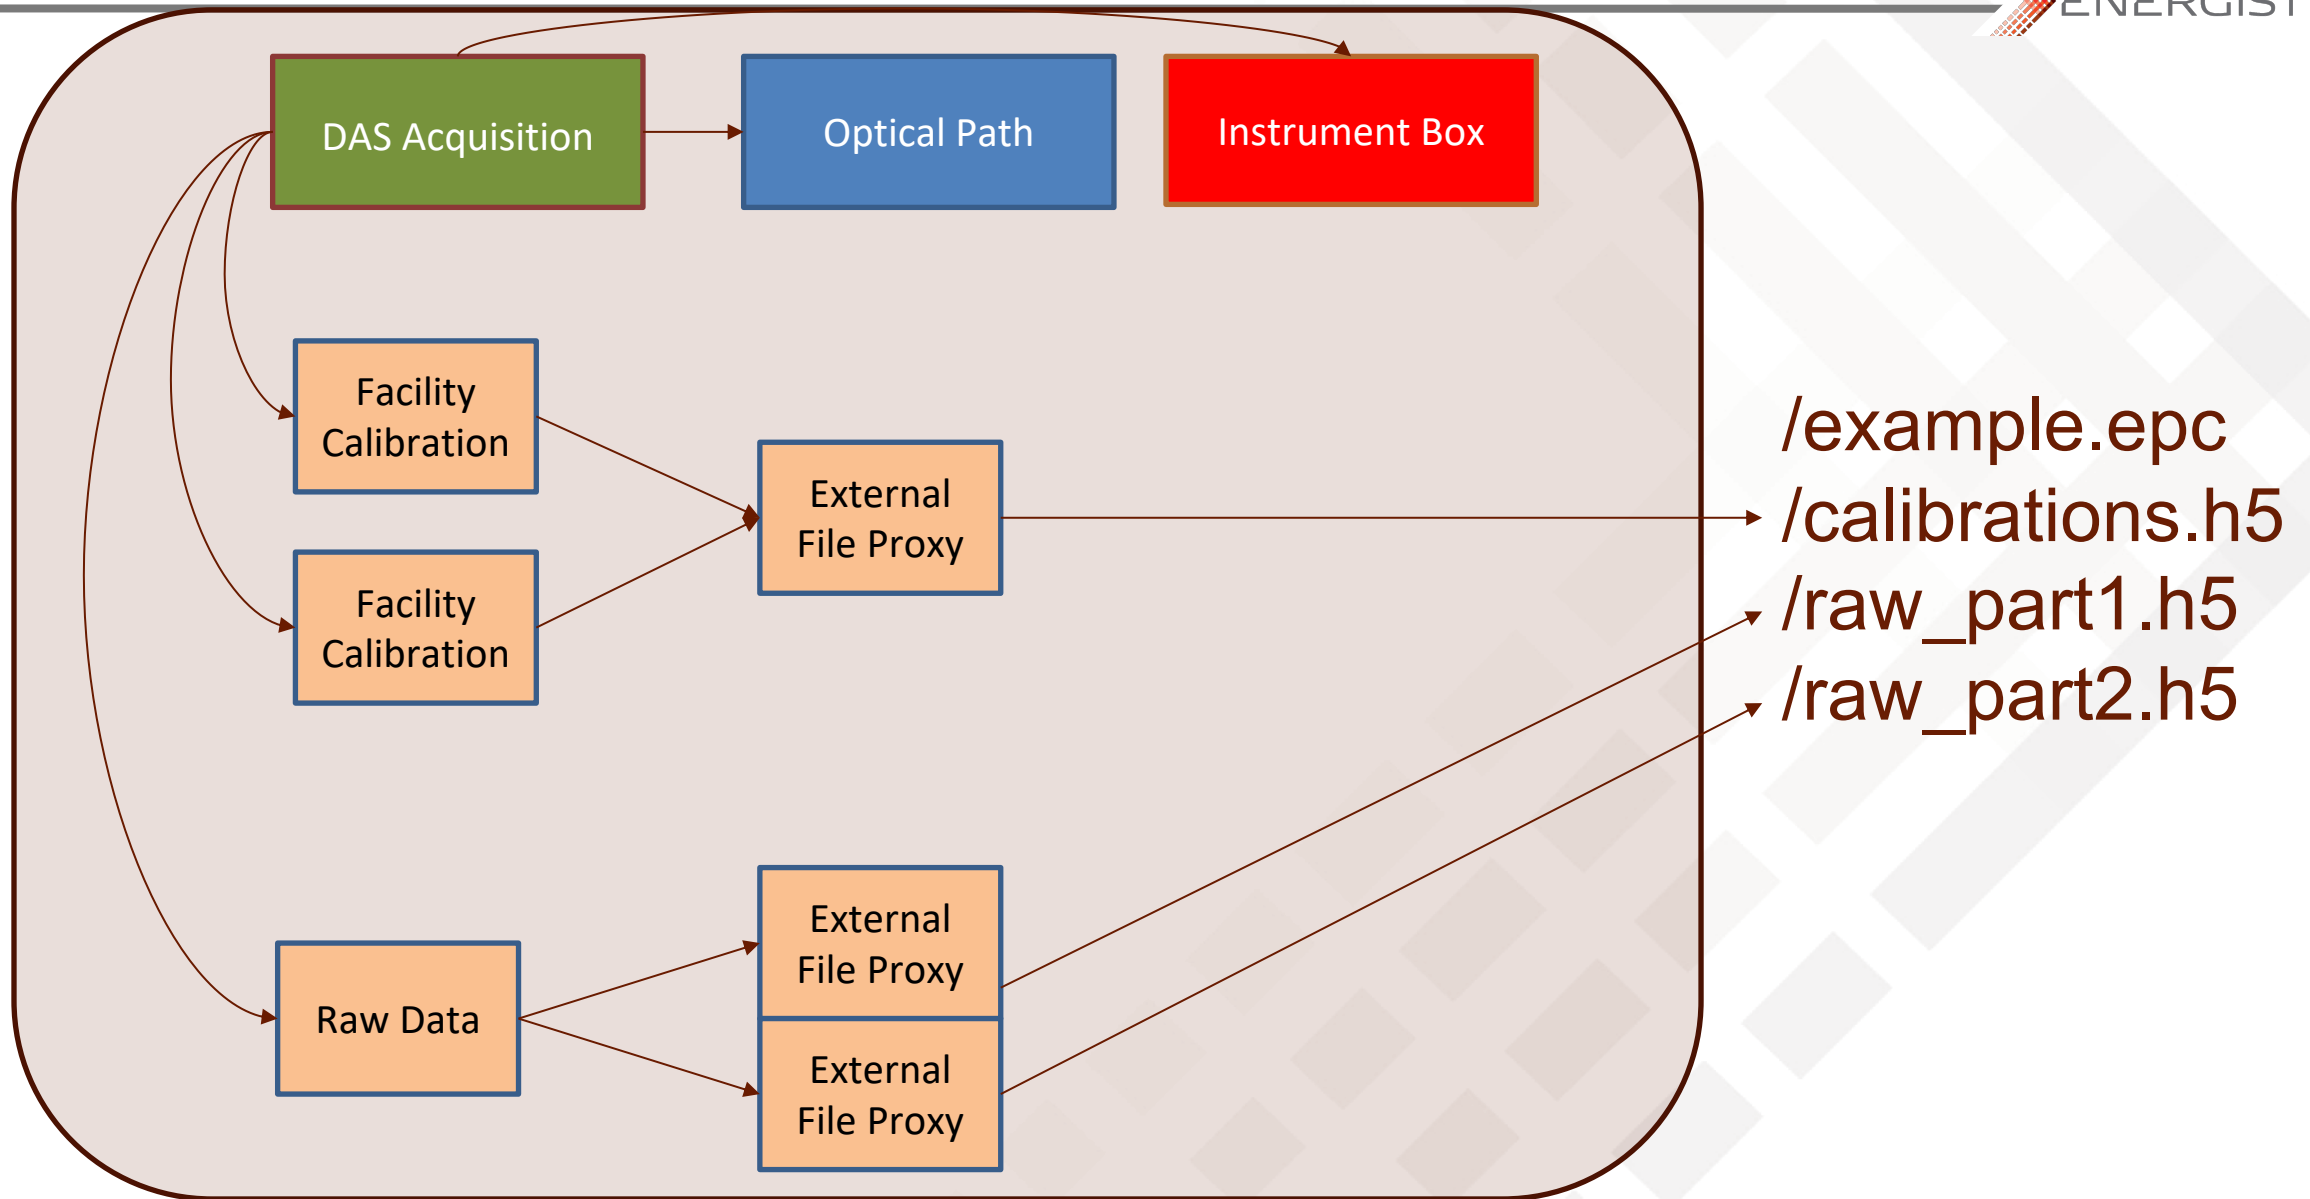 ENERGIST
DAS Acquisition
Optical Path
Instrument Box
Facility
Calibration
External
File Proxy
Facility
Calibration
/example.epc
/calibrations.h5
/raw_part1.h5
/raw_part2.h5
Raw Data
External
File Proxy
External
File Proxy